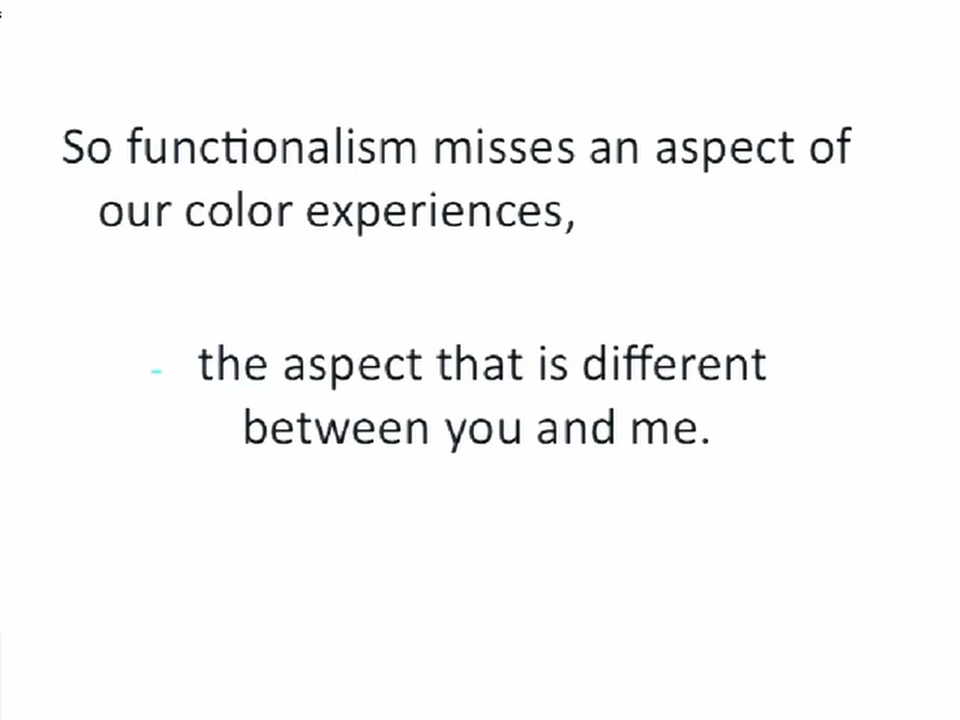 So functionalism misses an aspect of
our color experiences,
- the aspect that is different
between you and me.